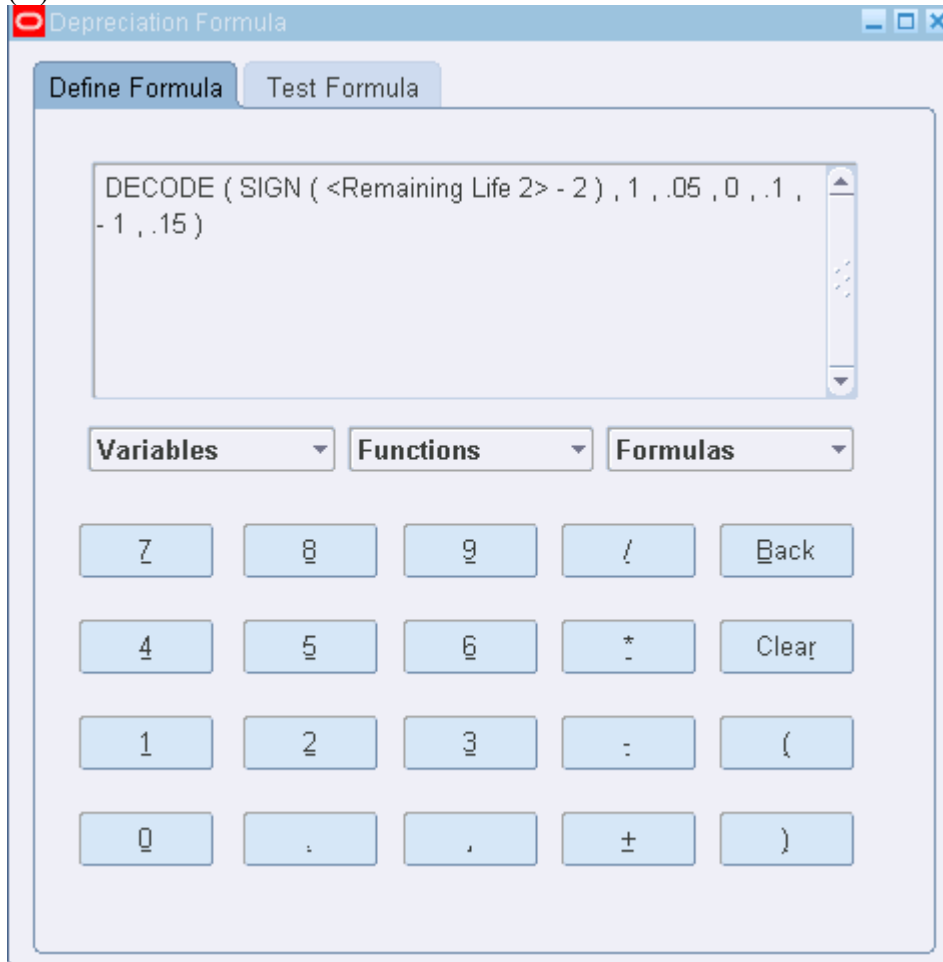 Depreciation Formula
Define Formula Test Formula
DECODE ( SIGN ( <Remaining Life 2> - 2 ) , 1 , .05 , 0 , .1 ,
- 1 , .15 )
Variables Functions Formulas
7 8 9 / Back
4 5 6 * Clear
1 2 3 - (
0 . , ± )